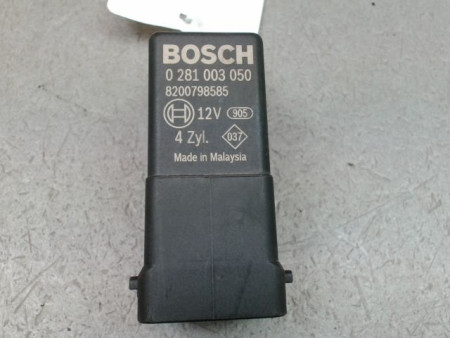 BOSCH
0 281 003 050
8200798585
12V 905
4 Zyl. 037
Made in Malaysia